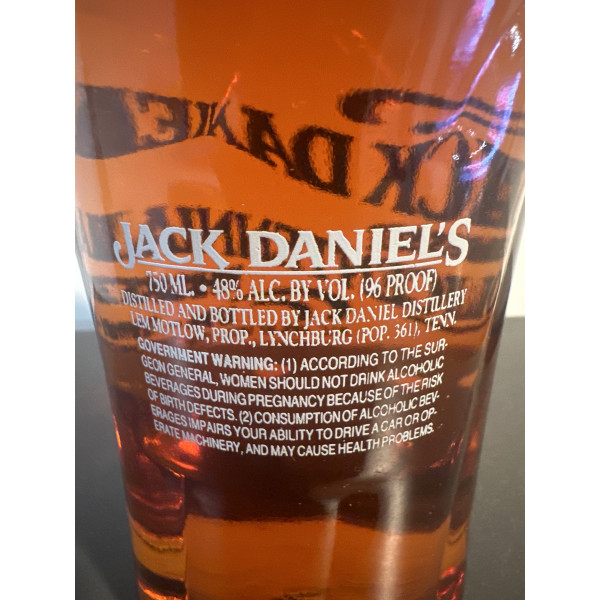 JACK DANIEL'S
750 ML. • 48% ALC. BY VOL. (96 PROOF)
DISTILLED AND BOTTLED BY JACK DANIEL DISTILLERY
LEM MOTLOW, PROP., LYNCHBURG (POP. 361), TENN.
GOVERNMENT WARNING: (1) ACCORDING TO THE SUR-
GEON GENERAL, WOMEN SHOULD NOT DRINK ALCOHOLIC
BEVERAGES DURING PREGNANCY BECAUSE OF THE RISK
OF BIRTH DEFECTS. (2) CONSUMPTION OF ALCOHOLIC BEV-
ERAGES IMPAIRS YOUR ABILITY TO DRIVE A CAR OR OP-
ERATE MACHINERY, AND MAY CAUSE HEALTH PROBLEMS.
JACK DANIE